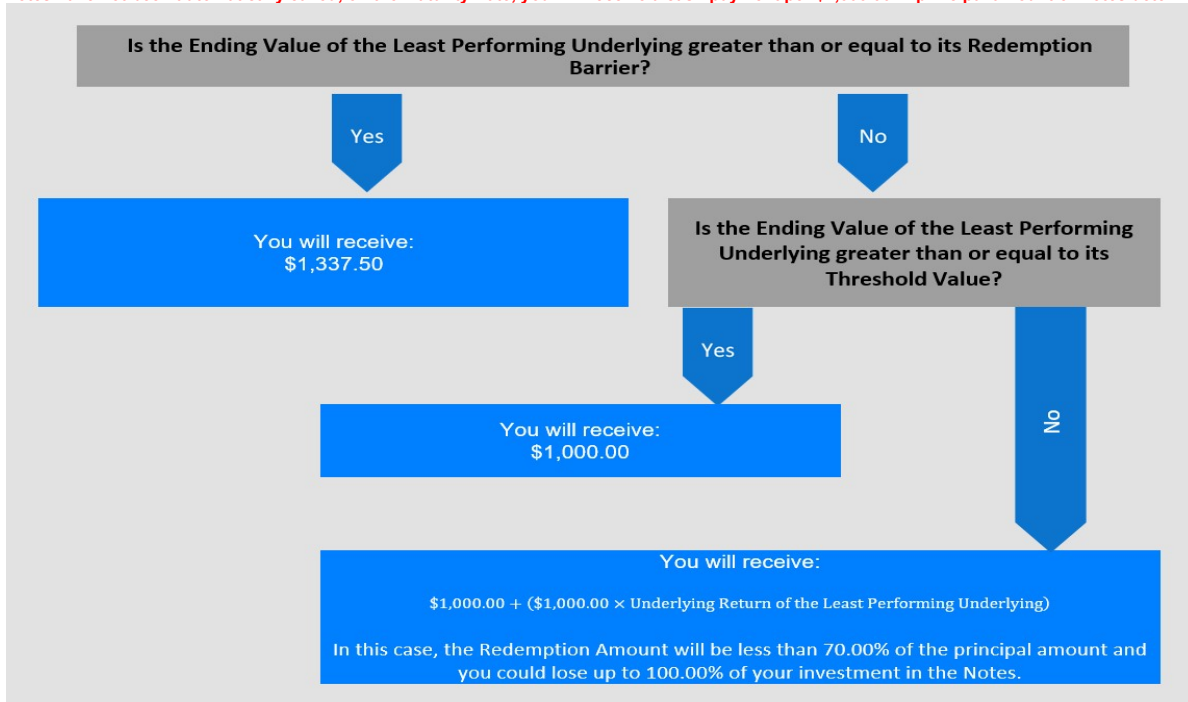 Is the Ending Value of the Least Performing Underlying greater than or equal to its Redemption
Barrier?
Yes
No
You will receive:
$1,337.50
Is the Ending Value of the Least Performing
Underlying greater than or equal to its
Threshold Value?
Yes
No
You will receive:
$1,000.00
You will receive:
$1,000.00 + ($1,000.00 × Underlying Return of the Least Performing Underlying)
In this case, the Redemption Amount will be less than 70.00% of the principal amount and
you could lose up to 100.00% of your investment in the Notes.